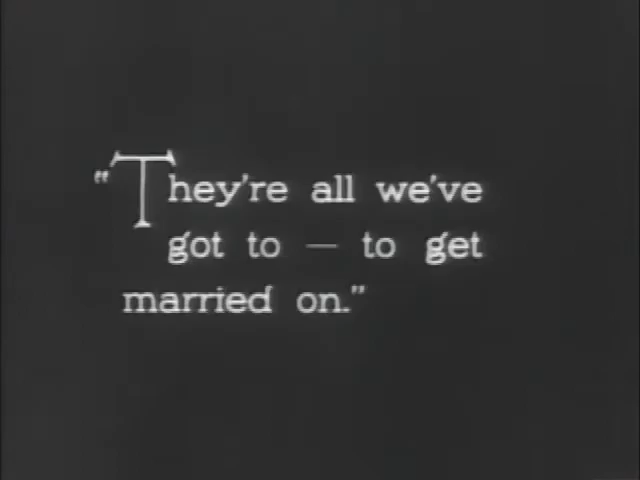 "They're all we've
got to — to get
married on."